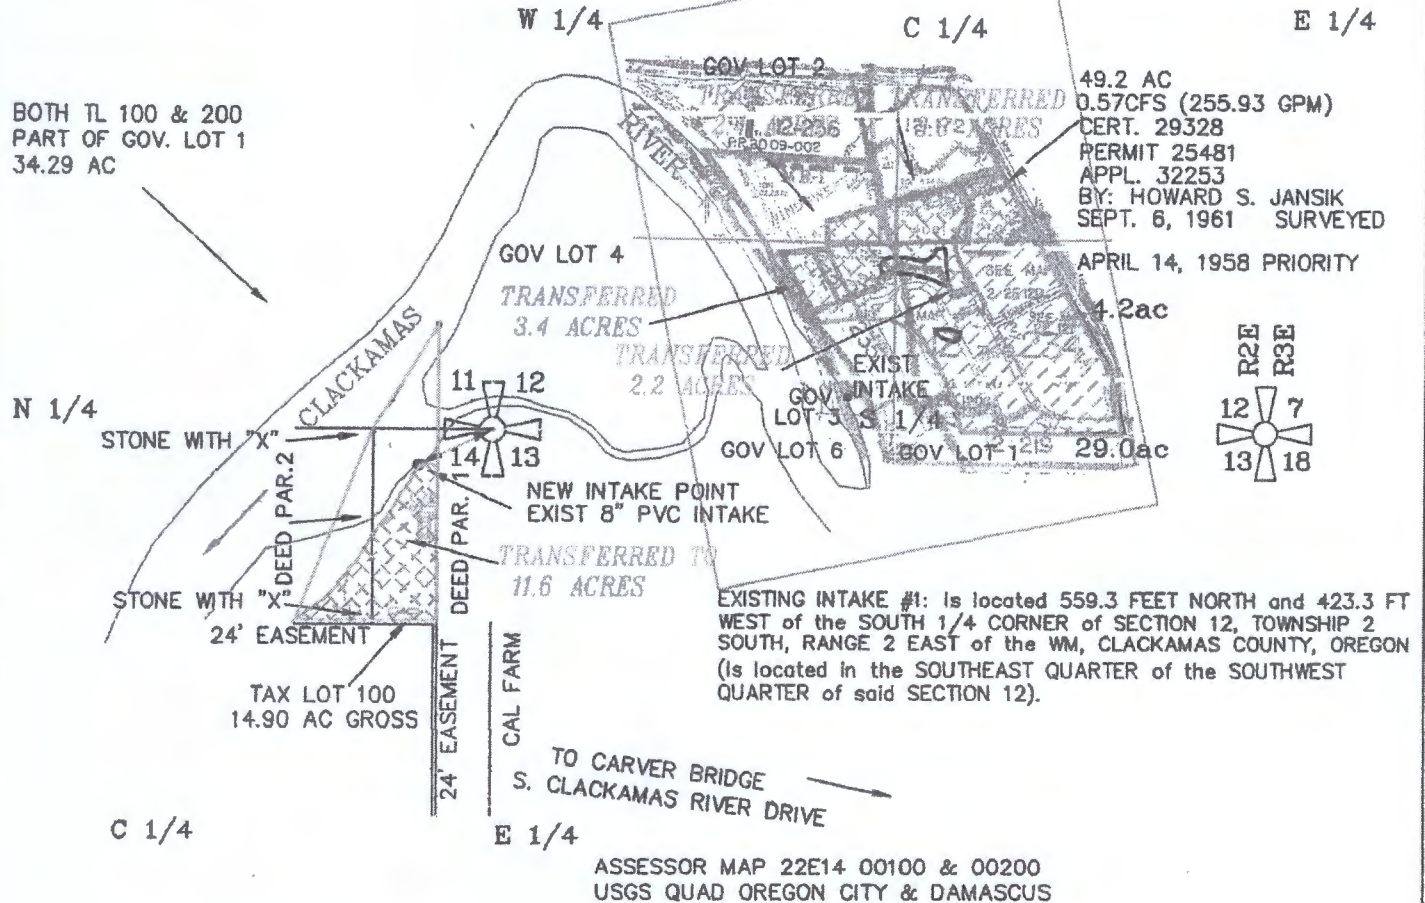 W 1/4
C 1/4
E 1/4
BOTH TL 100 & 200
PART OF GOV. LOT 1
34.29 AC
GOV LOT 2
TRANSFERRED
TRANSFERRED
ACRES
PP 2009-002
49.2 AC
0.57CFS (255.93 GPM)
CERT. 29328
PERMIT 25481
APPL. 32253
BY: HOWARD S. JANSIK
SEPT. 6, 1961 SURVEYED
APRIL 14, 1958 PRIORITY
RIVER
GOV LOT 4
TRANSFERRED
3.4 ACRES
TRANSFERRED
2.2 ACRES
4.2ac
EXIST
INTAKE
GOV
LOT 3
S 1/4
GOV LOT 6
GOV LOT 1
29.0ac
R2E
R3E
12 7
13 18
CLACKAMAS
N 1/4
STONE WITH "X"
11 12
14 13
DEED PAR.2
DEED PAR. 1
NEW INTAKE POINT
EXIST 8" PVC INTAKE
TRANSFERRED TO
11.6 ACRES
STONE WITH "X"
24' EASEMENT
TAX LOT 100
14.90 AC GROSS
24' EASEMENT
CAL FARM
EXISTING INTAKE #1: is located 559.3 FEET NORTH and 423.3 FT
WEST of the SOUTH 1/4 CORNER of SECTION 12, TOWNSHIP 2
SOUTH, RANGE 2 EAST of the WM, CLACKAMAS COUNTY, OREGON
(is located in the SOUTHEAST QUARTER of the SOUTHWEST
QUARTER of said SECTION 12).
TO CARVER BRIDGE
S. CLACKAMAS RIVER DRIVE
C 1/4
E 1/4
ASSESSOR MAP 22E14 00100 & 00200
USGS QUAD OREGON CITY & DAMASCUS